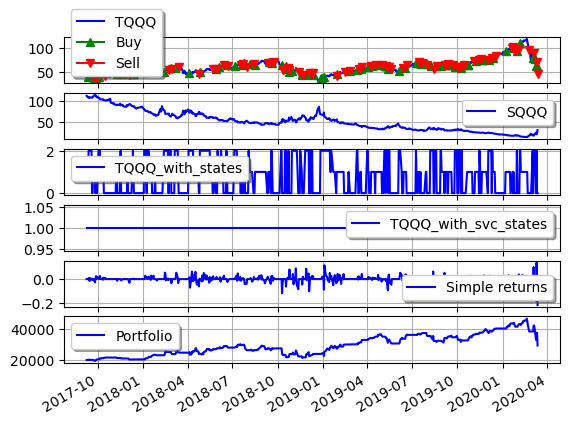 TQQQ
Buy
Sell
100
50
SQQQ
100
50
TQQQ_with_states
2
0
TQQQ_with_svc_states
1.05
1.00
0.95
Simple returns
0.0
−0.2
Portfolio
40000
20000
2017-10 2018-01 2018-04 2018-07 2018-10 2019-01 2019-04 2019-07 2019-10 2020-01 2020-04